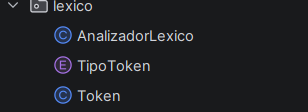 lexico
C AnalizadorLexico
E TipoToken
C Token